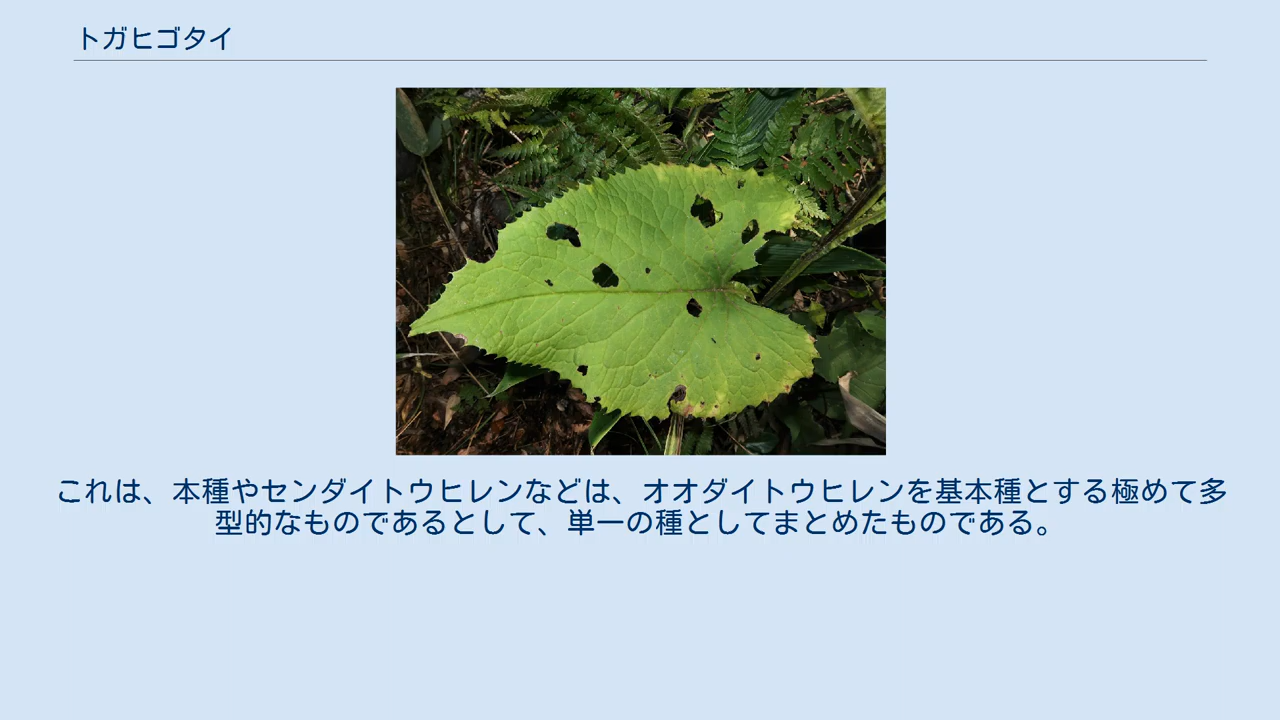 トガヒゴタイ
これは、本種やセンダイトウヒレンなどは、オオダイトウヒレンを基本種とする極めて多
型的なものであるとして、単一の種としてまとめたものである。